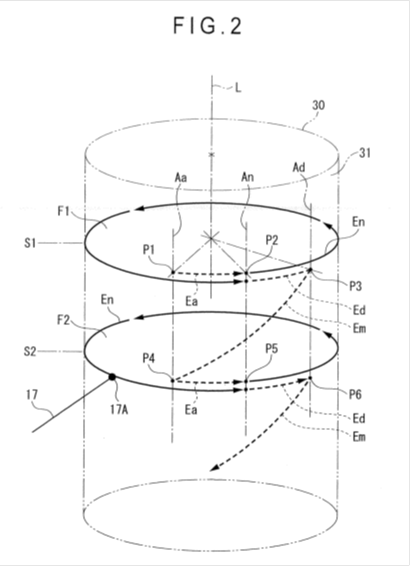 FIG.2
L
30
31
Aa
An
Ad
F1
En
S1
P1
P2
P3
Ea
Ed
Em
En
F2
S2
P4
P5
P6
17
17A
Ea
Ed
Em